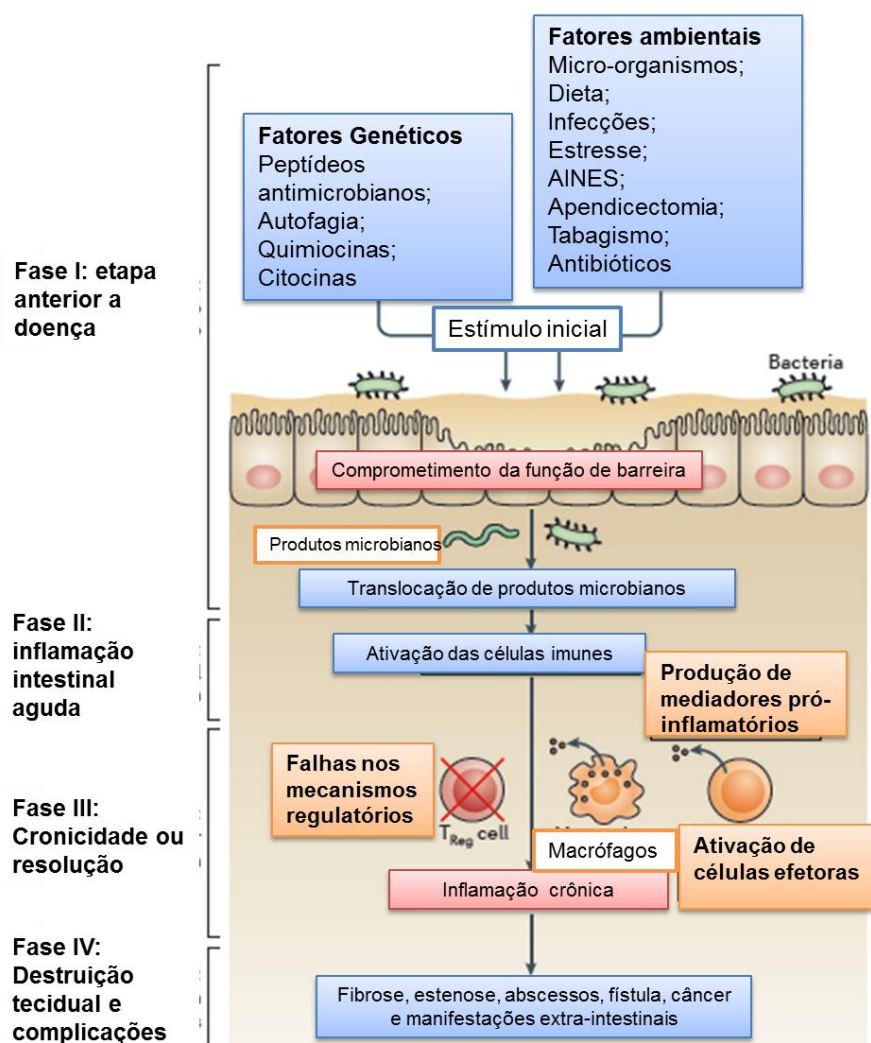 Fatores ambientais
Micro-organismos;
Dieta;
Infecções;
Estresse;
AINES;
Apendicectomia;
Tabagismo;
Antibióticos
Fatores Genéticos
Peptídeos
antimicrobianos;
Autofagia;
Quimiocinas;
Citocinas
Fase I: etapa
anterior a
doença
Estímulo inicial
Bacteria
Comprometimento da função de barreira
Produtos microbianos
Translocação de produtos microbianos
Fase II:
inflamação
intestinal
aguda
Ativação das células imunes
Produção de
mediadores pró-
inflamatórios
Falhas nos
mecanismos
regulatórios
TReg cell
Fase III:
Cronicidade ou
resolução
Macrófagos
Ativação de
células efetoras
Inflamação crônica
Fase IV:
Destruição
tecidual e
complicações
Fibrose, estenose, abscessos, fístula, câncer
e manifestações extra-intestinais